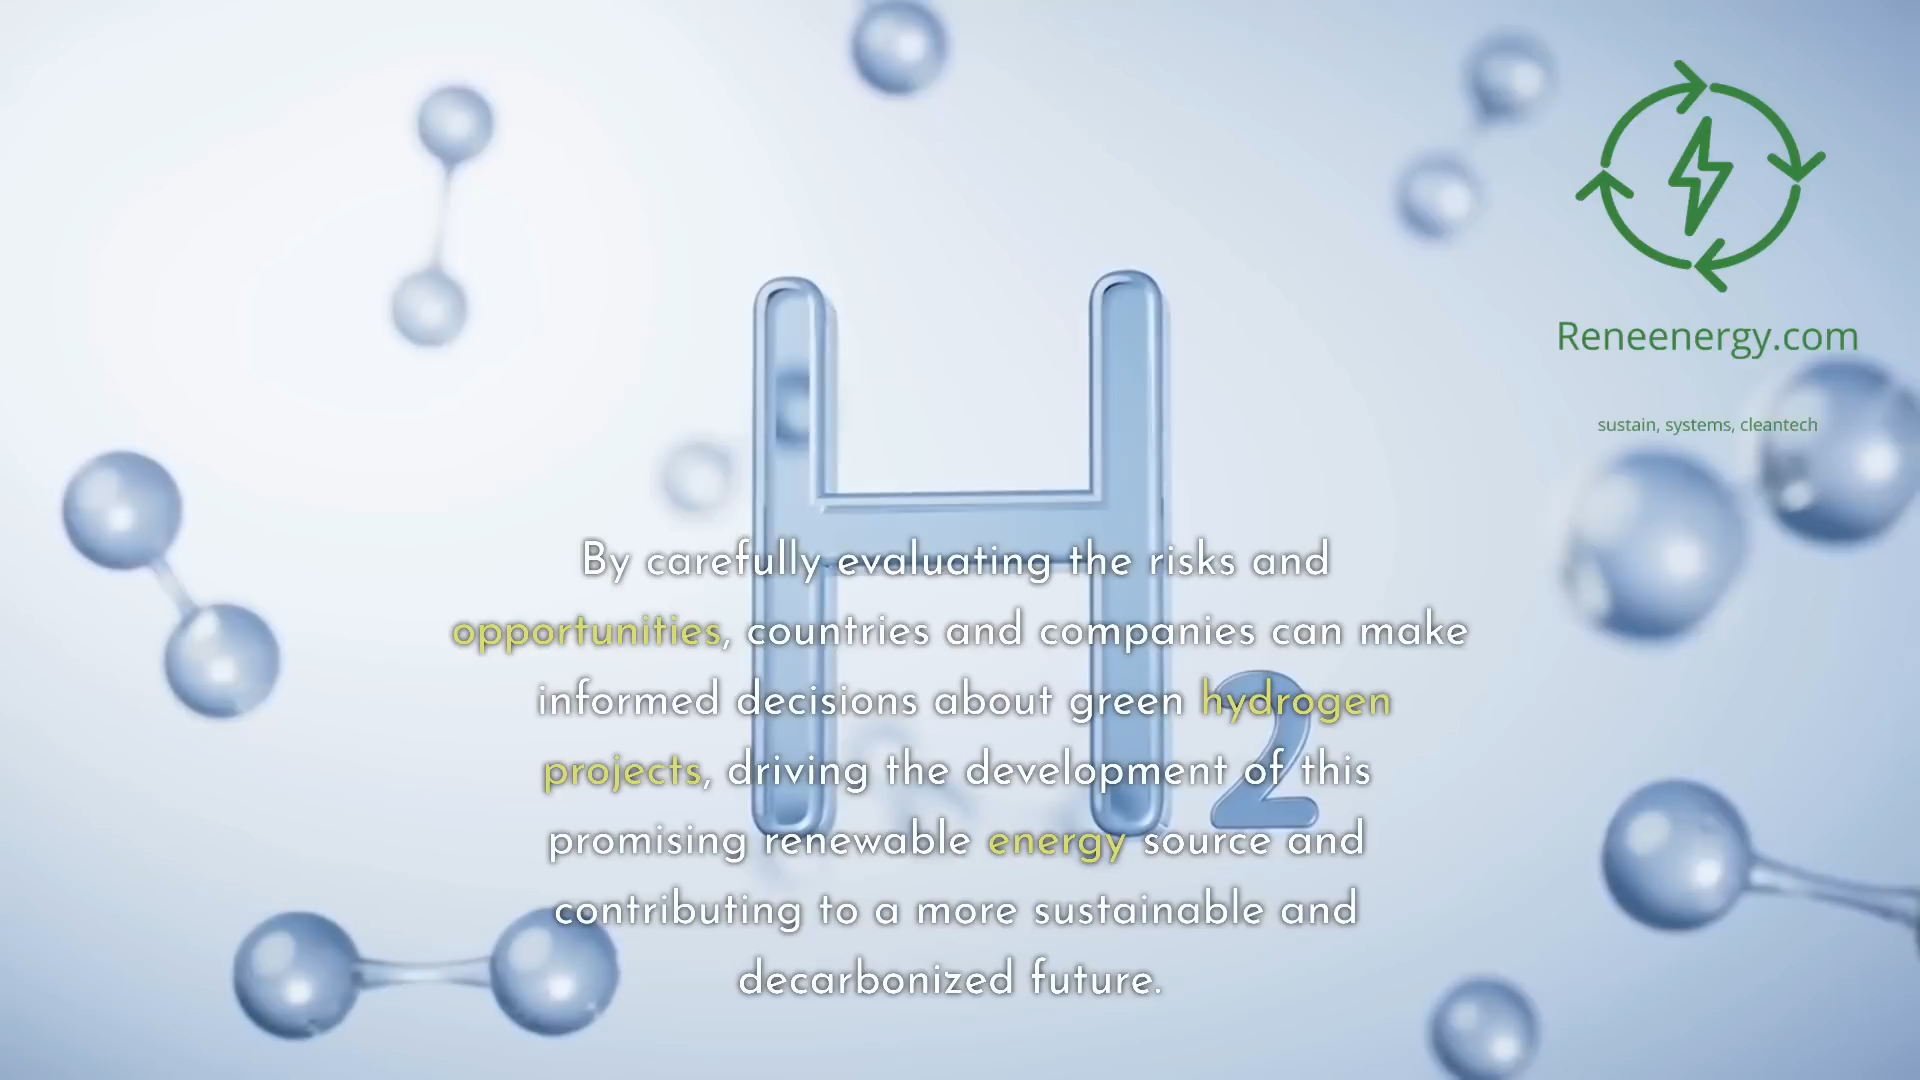 Reneenergy.com
sustain, systems, cleantech
H
2
By carefully evaluating the risks and
opportunities, countries and companies can make
informed decisions about green hydrogen
projects, driving the development of this
promising renewable energy source and
contributing to a more sustainable and
decarbonized future.